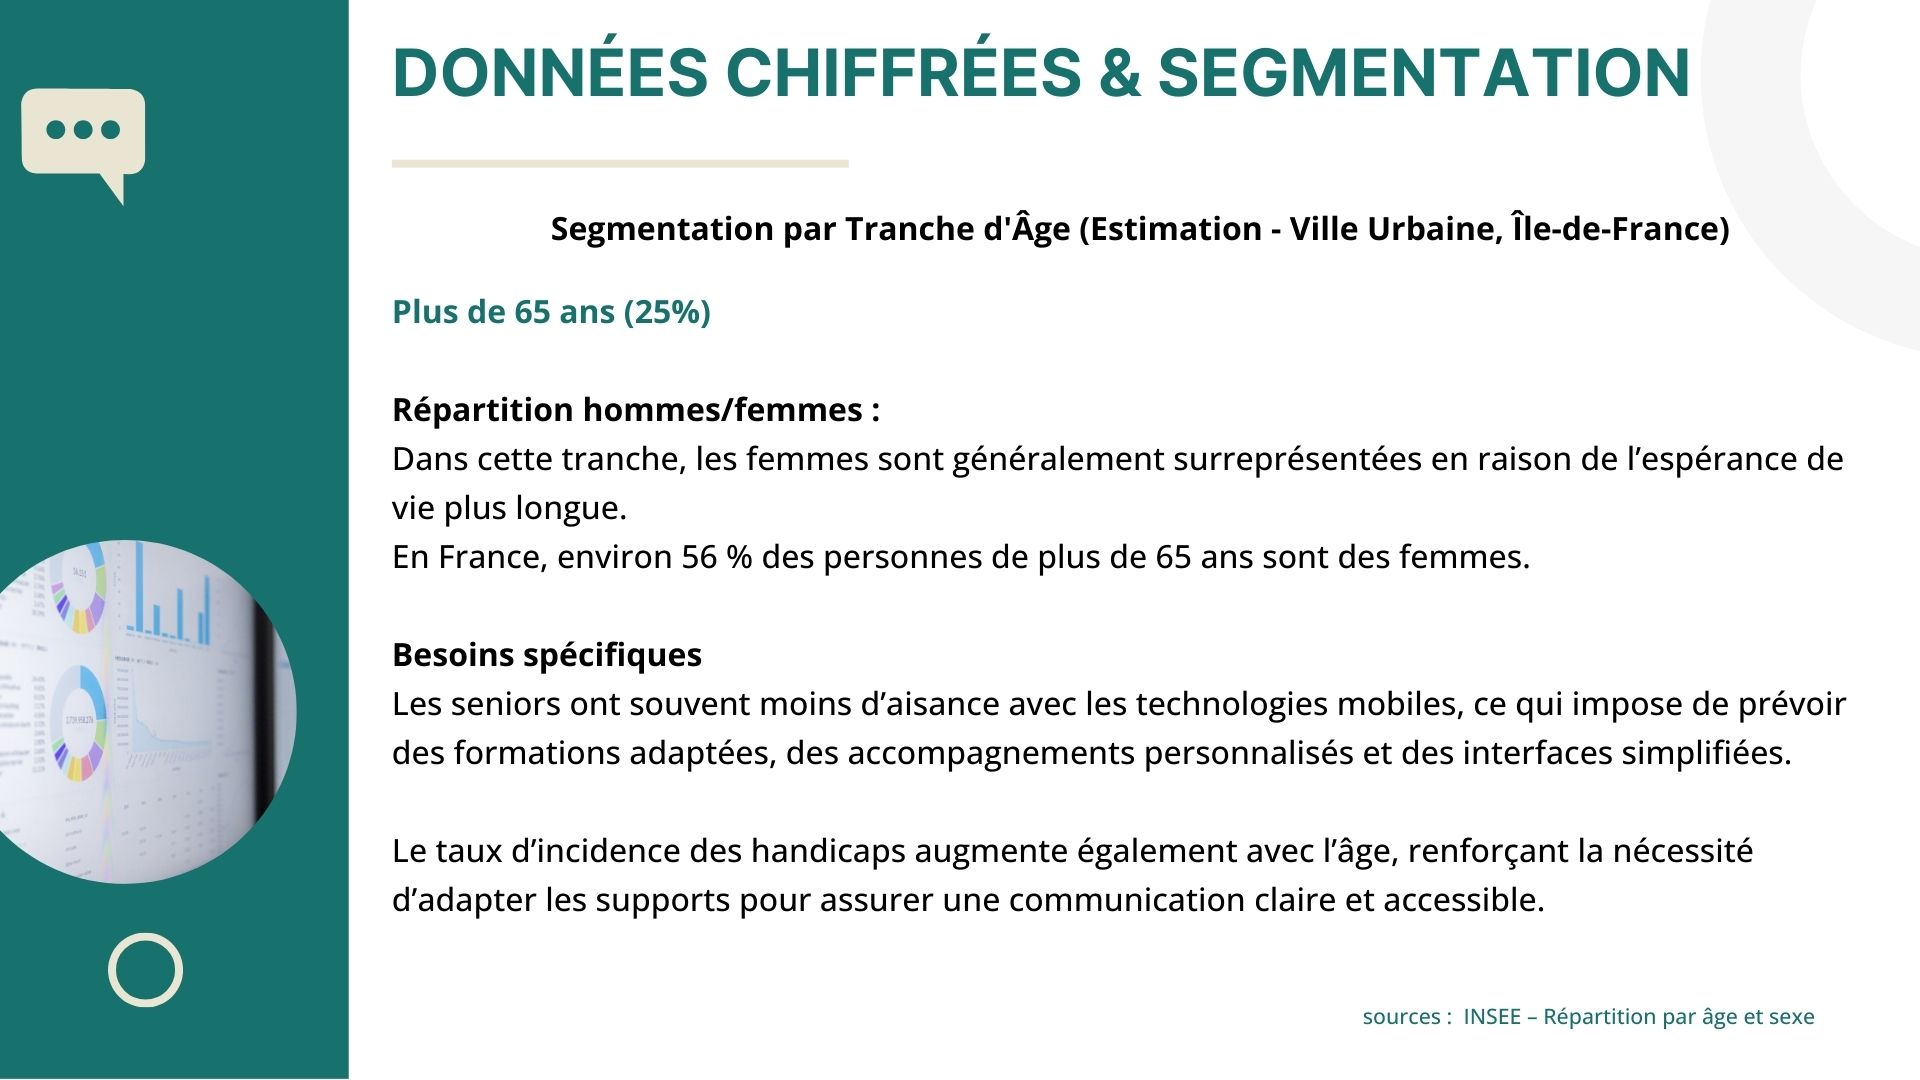 DONNÉES CHIFFRÉES & SEGMENTATION
Segmentation par Tranche d'Âge (Estimation - Ville Urbaine, Île-de-France)
Plus de 65 ans (25%)
Répartition hommes/femmes :
Dans cette tranche, les femmes sont généralement surreprésentées en raison de l’espérance de
vie plus longue.
En France, environ 56 % des personnes de plus de 65 ans sont des femmes.
Besoins spécifiques
Les seniors ont souvent moins d’aisance avec les technologies mobiles, ce qui impose de prévoir
des formations adaptées, des accompagnements personnalisés et des interfaces simplifiées.
Le taux d’incidence des handicaps augmente également avec l’âge, renforçant la nécessité
d’adapter les supports pour assurer une communication claire et accessible.
sources : INSEE – Répartition par âge et sexe